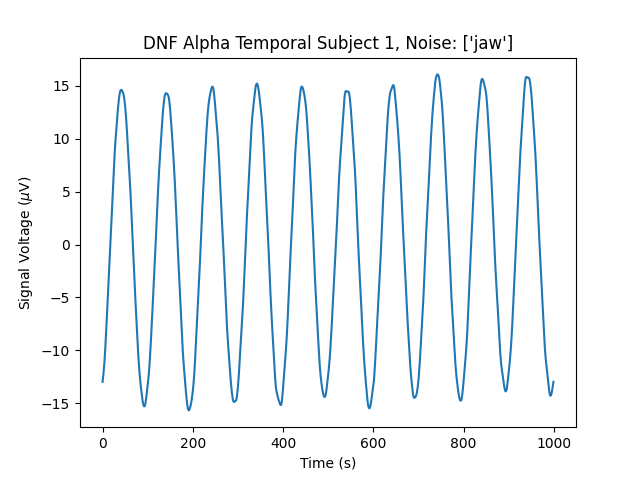 DNF Alpha Temporal Subject 1, Noise: ['jaw']
Signal Voltage (μV)
15
10
5
0
−5
−10
−15
0 200 400 600 800 1000
Time (s)